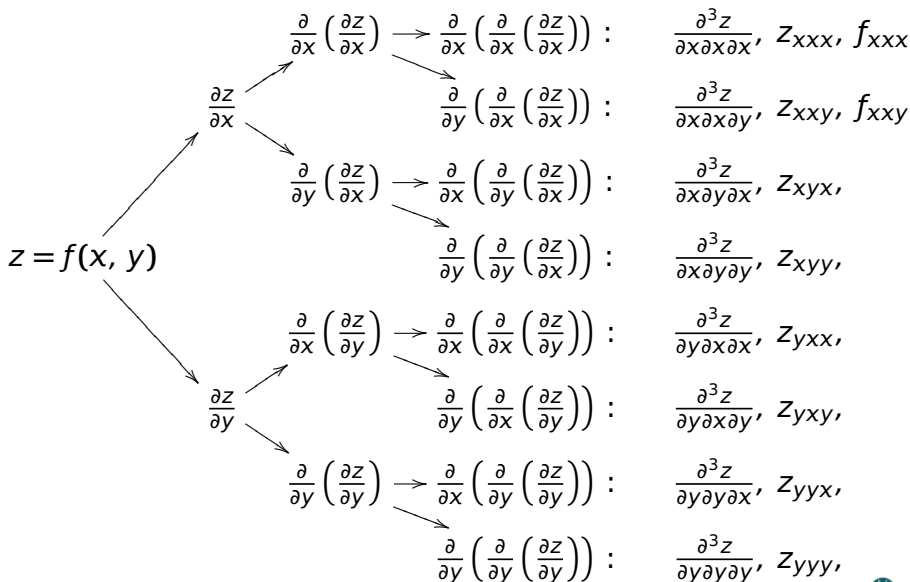 ∂/∂x (∂z/∂x) → ∂/∂x (∂/∂x (∂z/∂x)) : ∂³z/∂x∂x∂x, z_xxx, f_xxx
∂z/∂x ∂/∂y (∂/∂x (∂z/∂x)) : ∂³z/∂x∂x∂y, z_xxy, f_xxy
∂/∂y (∂z/∂x) → ∂/∂x (∂/∂y (∂z/∂x)) : ∂³z/∂x∂y∂x, z_xyx,
z = f(x, y) ∂/∂y (∂/∂y (∂z/∂x)) : ∂³z/∂x∂y∂y, z_xyy,
∂/∂x (∂z/∂y) → ∂/∂x (∂/∂x (∂z/∂y)) : ∂³z/∂y∂x∂x, z_yxx,
∂z/∂y ∂/∂y (∂/∂x (∂z/∂y)) : ∂³z/∂y∂x∂y, z_yxy,
∂/∂y (∂z/∂y) → ∂/∂x (∂/∂y (∂z/∂y)) : ∂³z/∂y∂y∂x, z_yyx,
∂/∂y (∂/∂y (∂z/∂y)) : ∂³z/∂y∂y∂y, z_yyy,